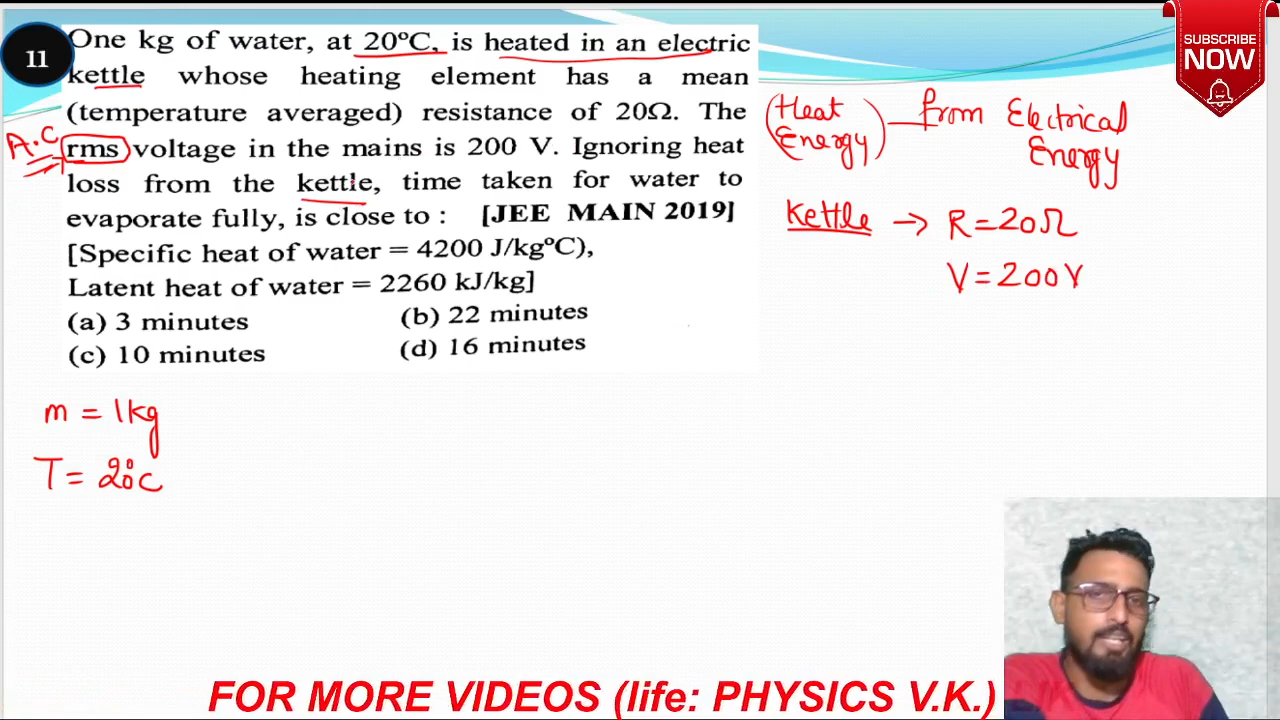 SUBSCRIBE
NOW
11
One kg of water, at 20ºC, is heated in an electric
kettle whose heating element has a mean
(temperature averaged) resistance of 20Ω. The
rms voltage in the mains is 200 V. Ignoring heat
loss from the kettle, time taken for water to
evaporate fully, is close to : [JEE MAIN 2019]
[Specific heat of water = 4200 J/kgºC),
Latent heat of water = 2260 kJ/kg]
(a) 3 minutes (b) 22 minutes
(c) 10 minutes (d) 16 minutes
A.C
(Heat Energy) from Electrical Energy
Kettle → R = 20Ω
V = 200V
m = 1kg
T = 20°C
FOR MORE VIDEOS (life: PHYSICS V.K.)